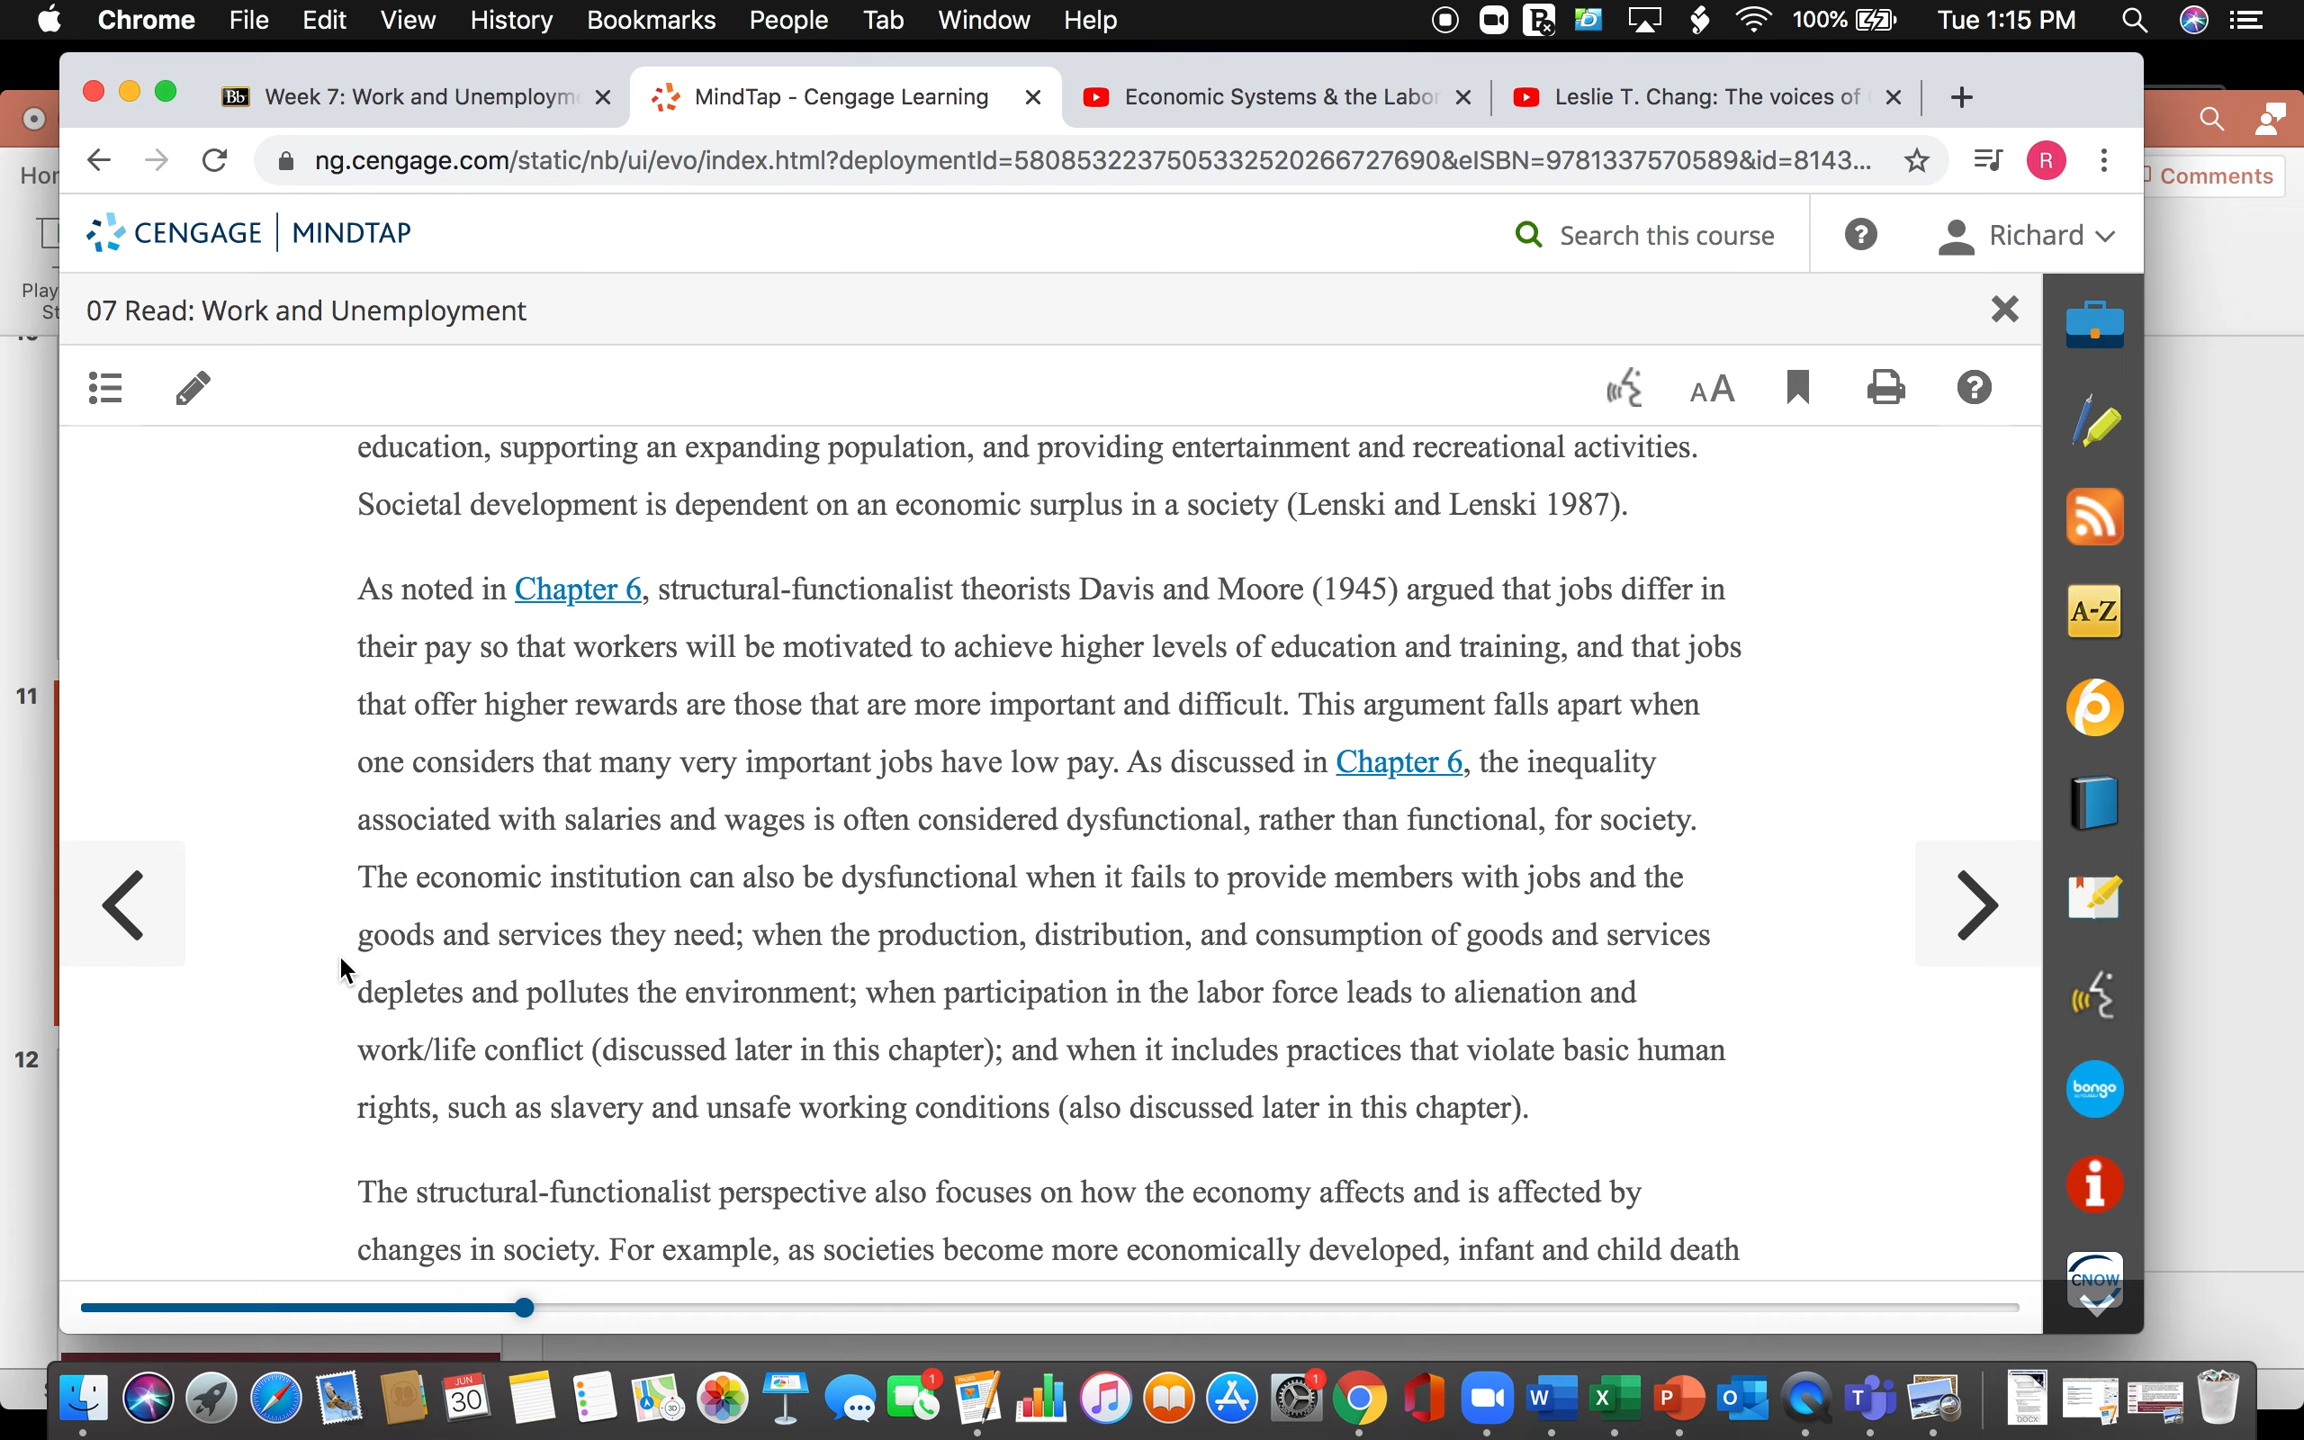 Chrome File Edit View History Bookmarks People Tab Window Help 100% Tue 1:15 PM
Bb Week 7: Work and Unemploym MindTap - Cengage Learning Economic Systems & the Labor Leslie T. Chang: The voices of
ng.cengage.com/static/nb/ui/evo/index.html?deploymentId=5808532237505332520266727690&eISBN=9781337570589&id=8143... R
Comments
CENGAGE | MINDTAP Search this course Richard
Play
07 Read: Work and Unemployment
AA
education, supporting an expanding population, and providing entertainment and recreational activities.
Societal development is dependent on an economic surplus in a society (Lenski and Lenski 1987).
As noted in Chapter 6, structural-functionalist theorists Davis and Moore (1945) argued that jobs differ in
their pay so that workers will be motivated to achieve higher levels of education and training, and that jobs
that offer higher rewards are those that are more important and difficult. This argument falls apart when
one considers that many very important jobs have low pay. As discussed in Chapter 6, the inequality
associated with salaries and wages is often considered dysfunctional, rather than functional, for society.
The economic institution can also be dysfunctional when it fails to provide members with jobs and the
goods and services they need; when the production, distribution, and consumption of goods and services
depletes and pollutes the environment; when participation in the labor force leads to alienation and
work/life conflict (discussed later in this chapter); and when it includes practices that violate basic human
rights, such as slavery and unsafe working conditions (also discussed later in this chapter).
The structural-functionalist perspective also focuses on how the economy affects and is affected by
changes in society. For example, as societies become more economically developed, infant and child death
11
12
A-Z
bongo
CNOW
JUN
30
1
1
PAGES
W
X
P
O
T
DOCX